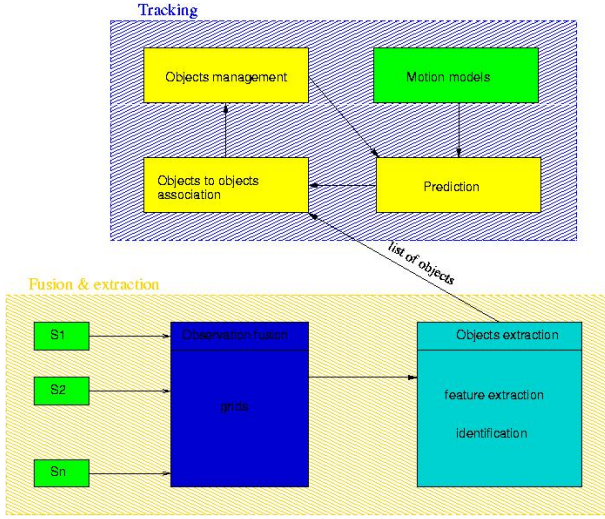 Tracking
Objects management
Motion models
Objects to objects
association
Prediction
list of objects
Fusion & extraction
S1
Observation fusion
Objects extraction
S2
grids
feature extraction
identification
Sn